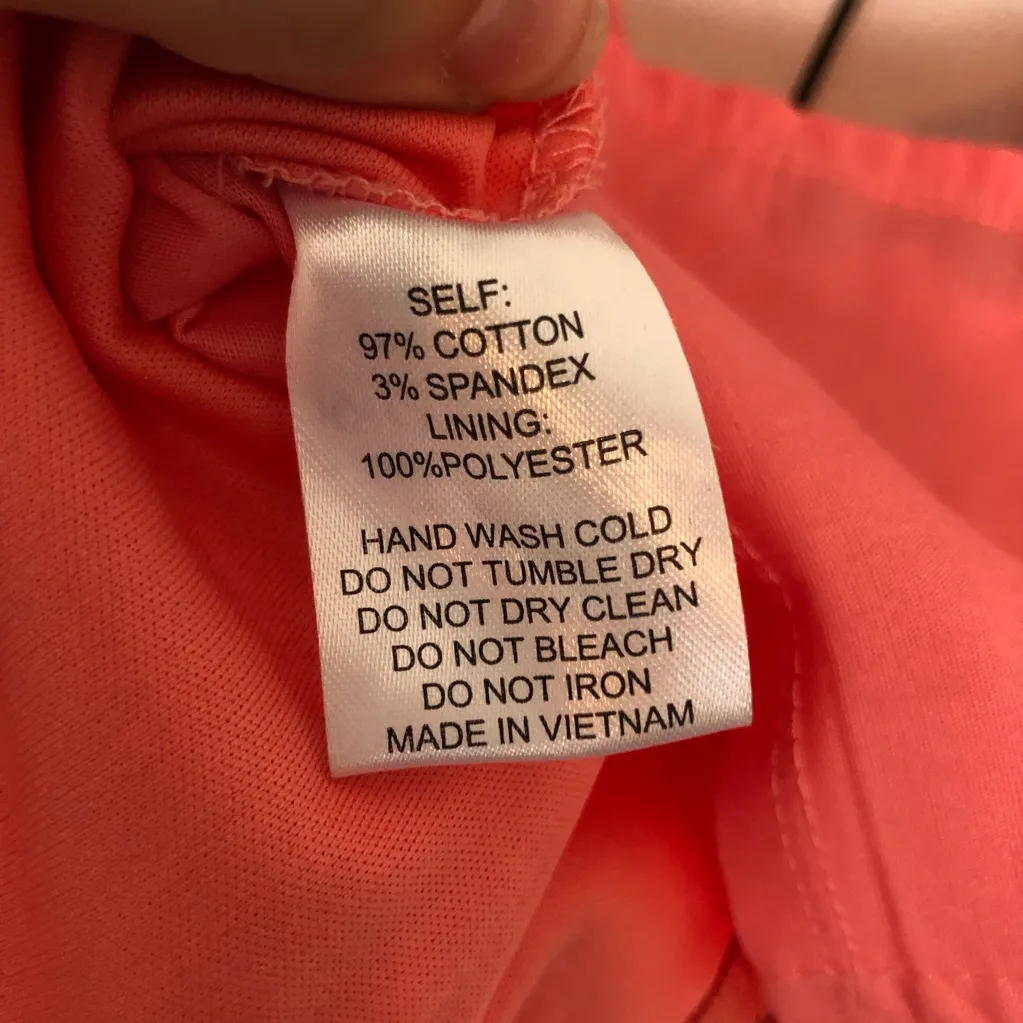 SELF:
97% COTTON
3% SPANDEX
LINING:
100%POLYESTER
HAND WASH COLD
DO NOT TUMBLE DRY
DO NOT DRY CLEAN
DO NOT BLEACH
DO NOT IRON
MADE IN VIETNAM